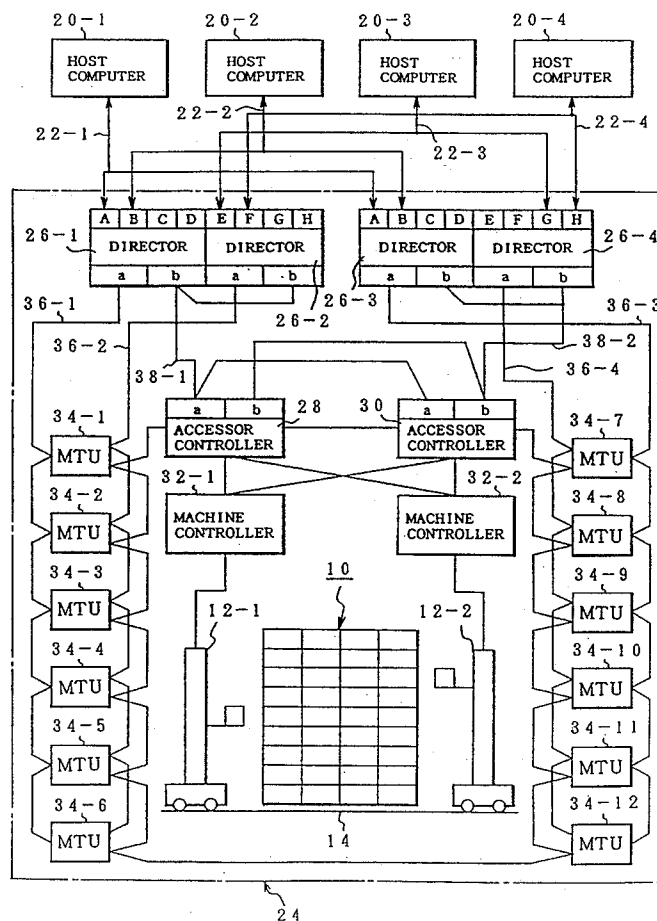 20-1 20-2 20-3 20-4
HOST COMPUTER HOST COMPUTER HOST COMPUTER HOST COMPUTER
22-1 22-2 22-3 22-4
A B C D E F G H A B C D E F G H
26-1 DIRECTOR DIRECTOR DIRECTOR DIRECTOR 26-4
a b a b a b a b
26-2 26-3
36-1 36-3
36-2 38-1 38-2 36-4
a b 28 30 a b
ACCESSOR CONTROLLER ACCESSOR CONTROLLER
34-1 34-7
MTU MTU
32-1 32-2
34-2 34-8
MACHINE CONTROLLER MACHINE CONTROLLER
MTU MTU
34-3 34-9
10
MTU 12-1 12-2 MTU
34-4 34-10
MTU MTU
34-5 34-11
MTU MTU
34-6 34-12
MTU 14 MTU
24